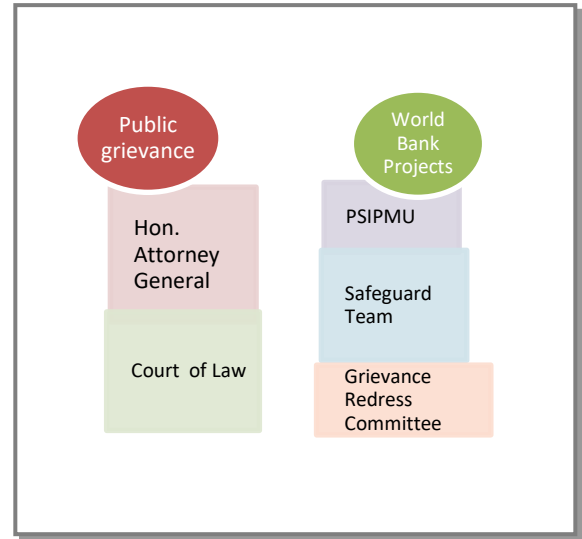 Public
grievance
Hon.
Attorney
General
Court of Law
World
Bank
Projects
PSIPMU
Safeguard
Team
Grievance
Redress
Committee